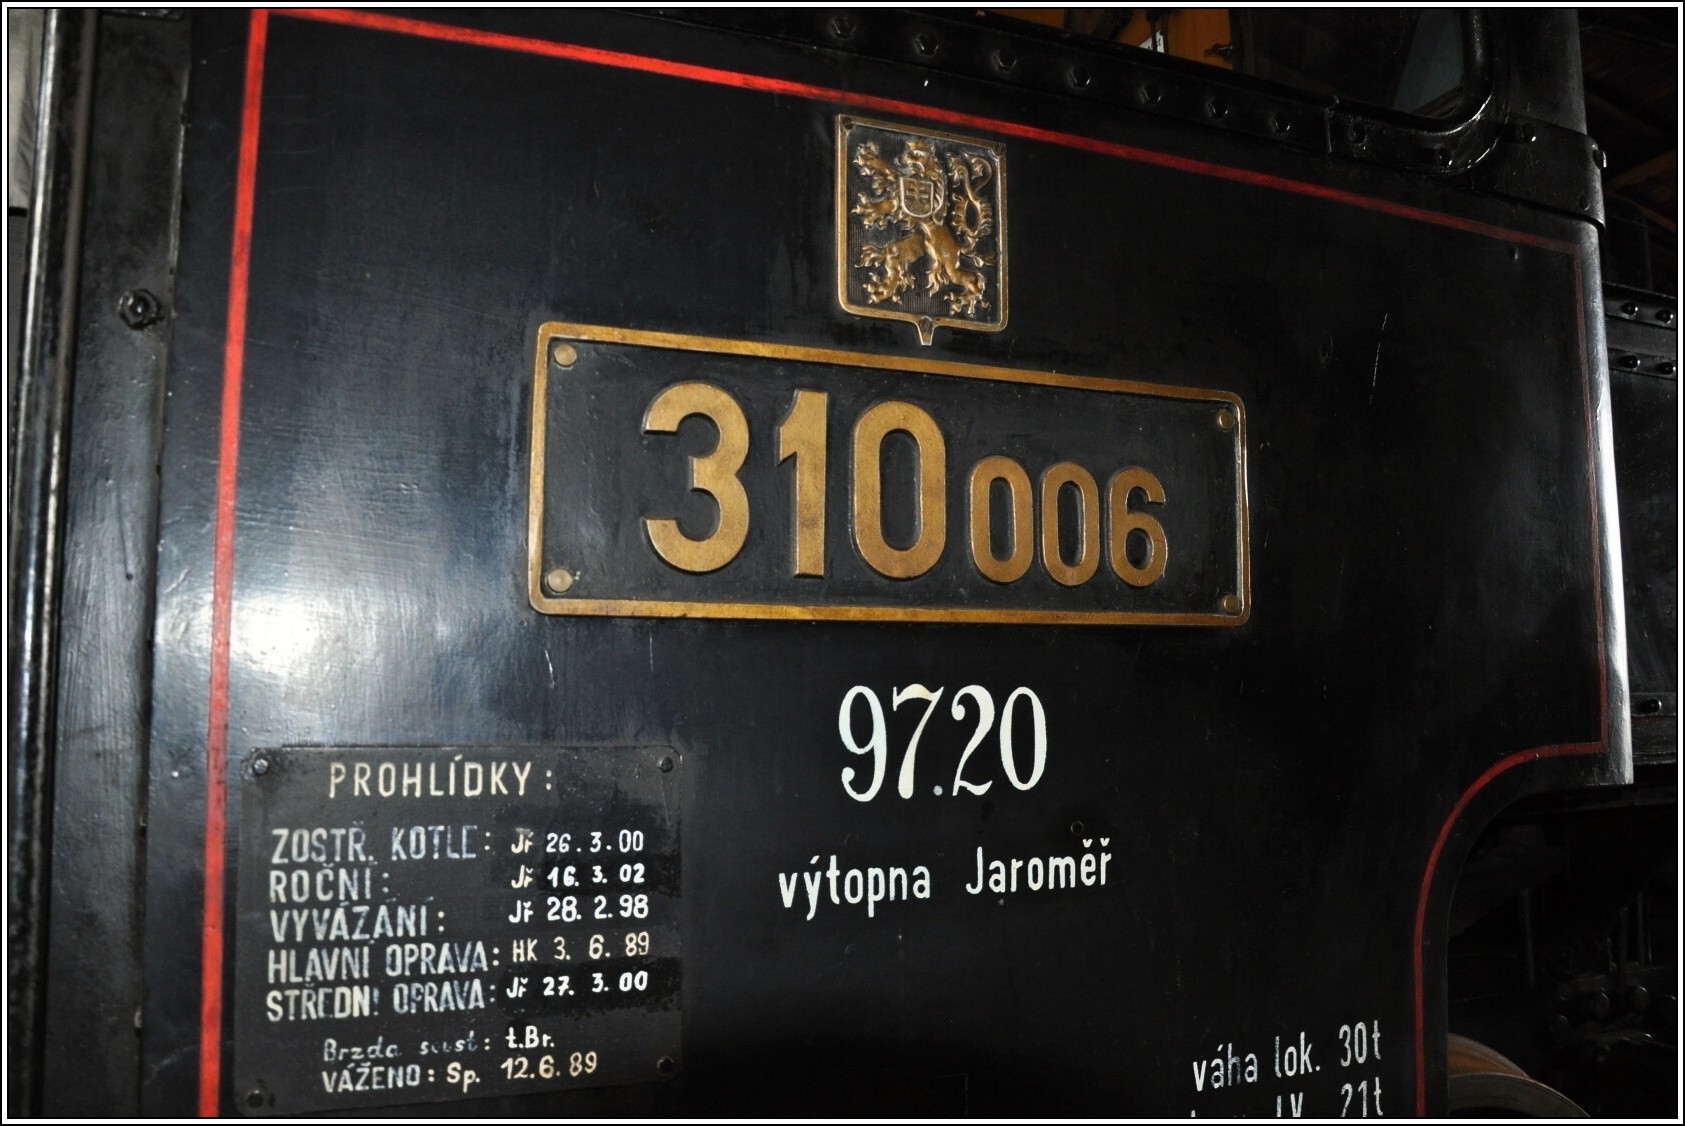 310 006
97.20
výtopna Jaroměř
PROHLÍDKY:
ZOSTŘ. KOTLE: Jř 26.3.00
ROČNÍ: Jř 16.3.02
VYVÁZÁNÍ: Jř 28.2.98
HLAVNÍ OPRAVA: HK 3.6.89
STŘEDNÍ OPRAVA: Jř 27.3.00
Brzda soust: t.Br.
VÁŽENO: Sp. 12.6.89
váha lok. 30t
21t